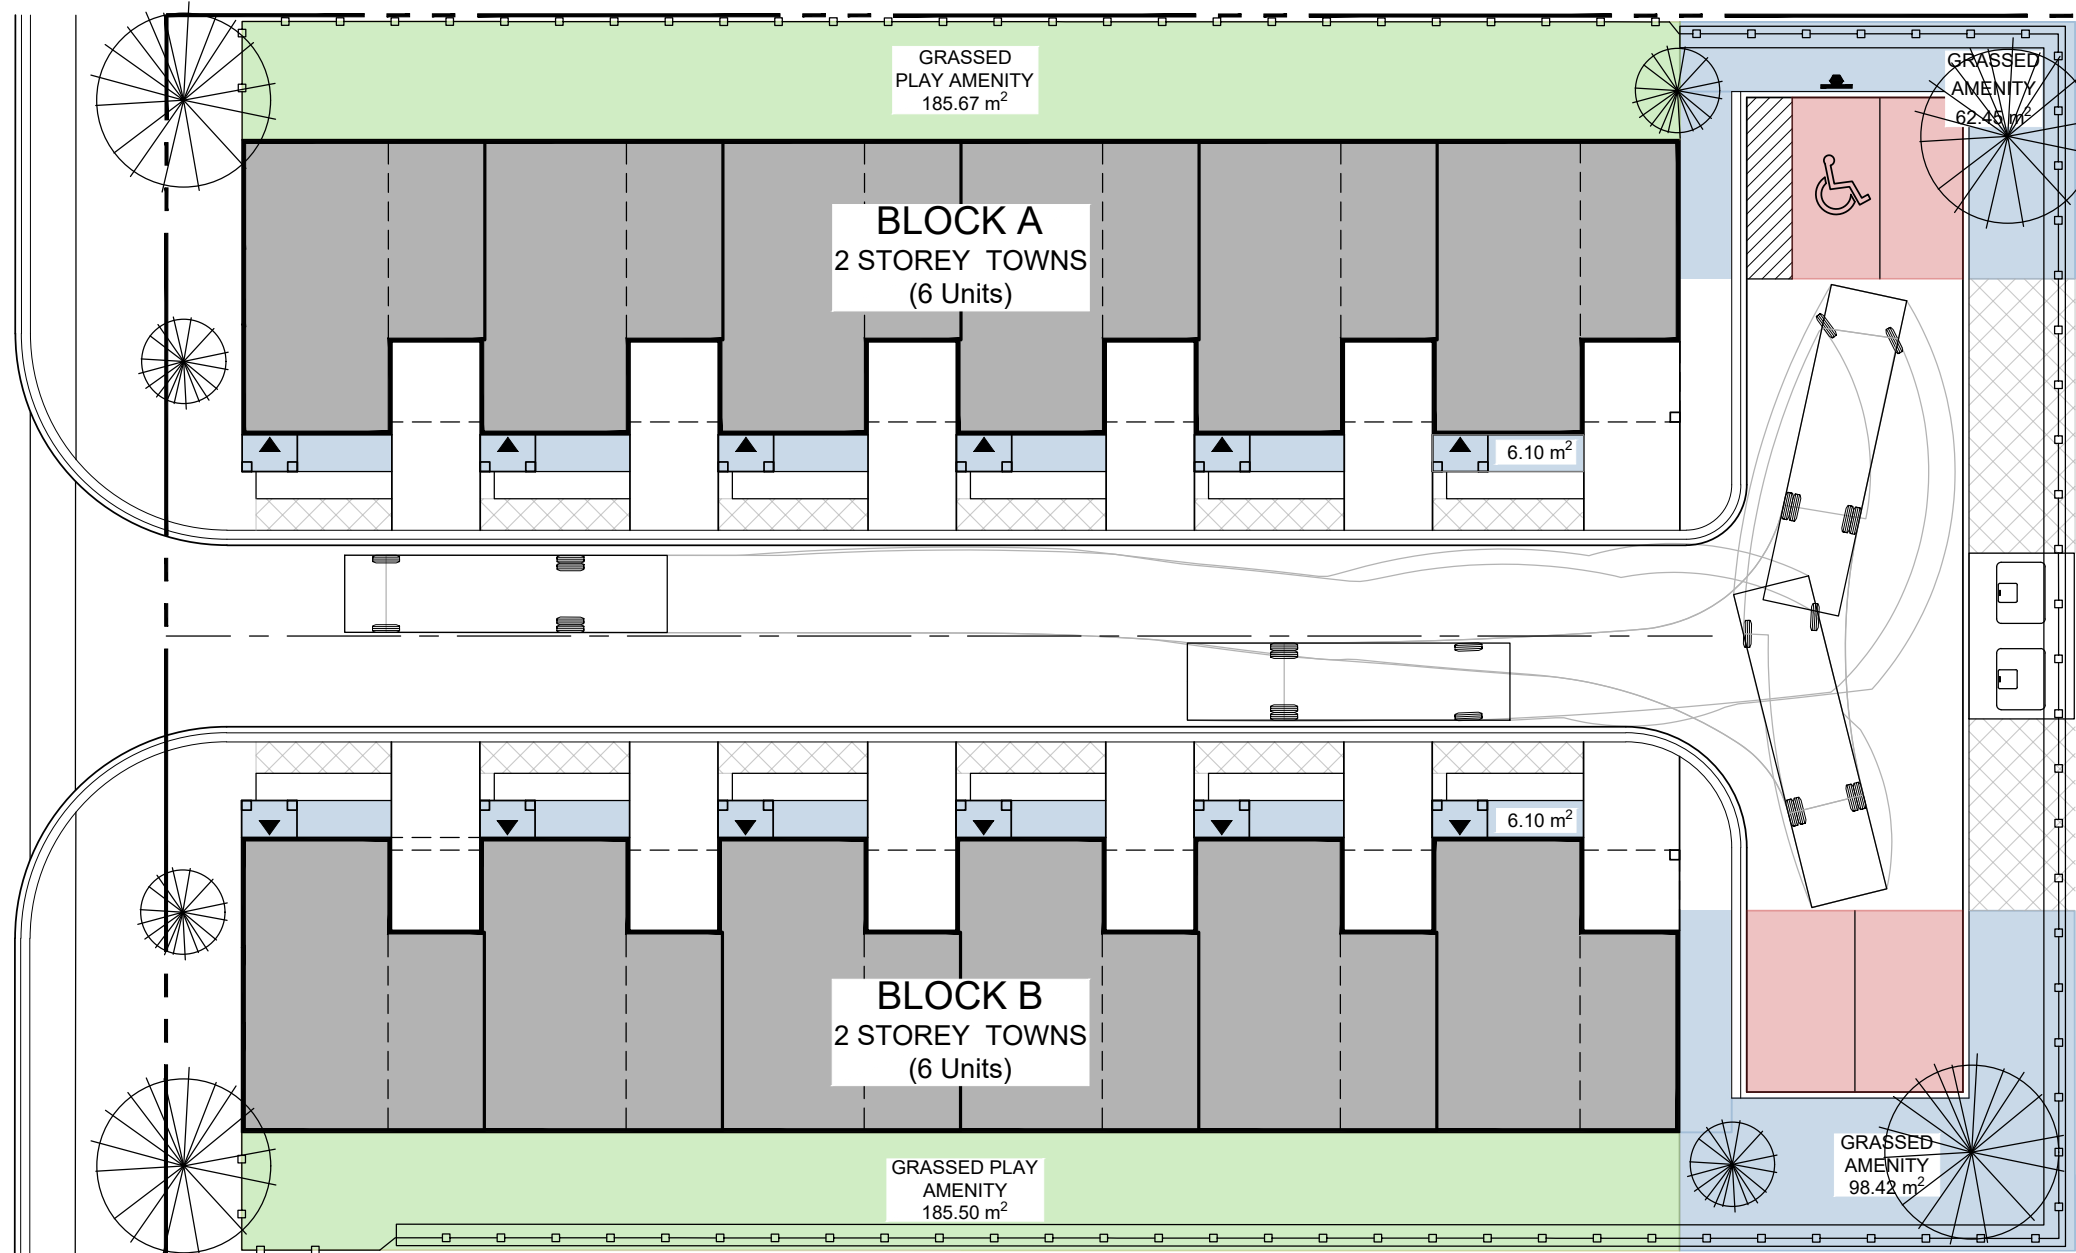 GRASSED
PLAY AMENITY
185.67 m²
GRASSED
AMENITY
62.45 m²
BLOCK A
2 STOREY TOWNS
(6 Units)
6.10 m²
6.10 m²
BLOCK B
2 STOREY TOWNS
(6 Units)
GRASSED PLAY
AMENITY
185.50 m²
GRASSED
AMENITY
98.42 m²